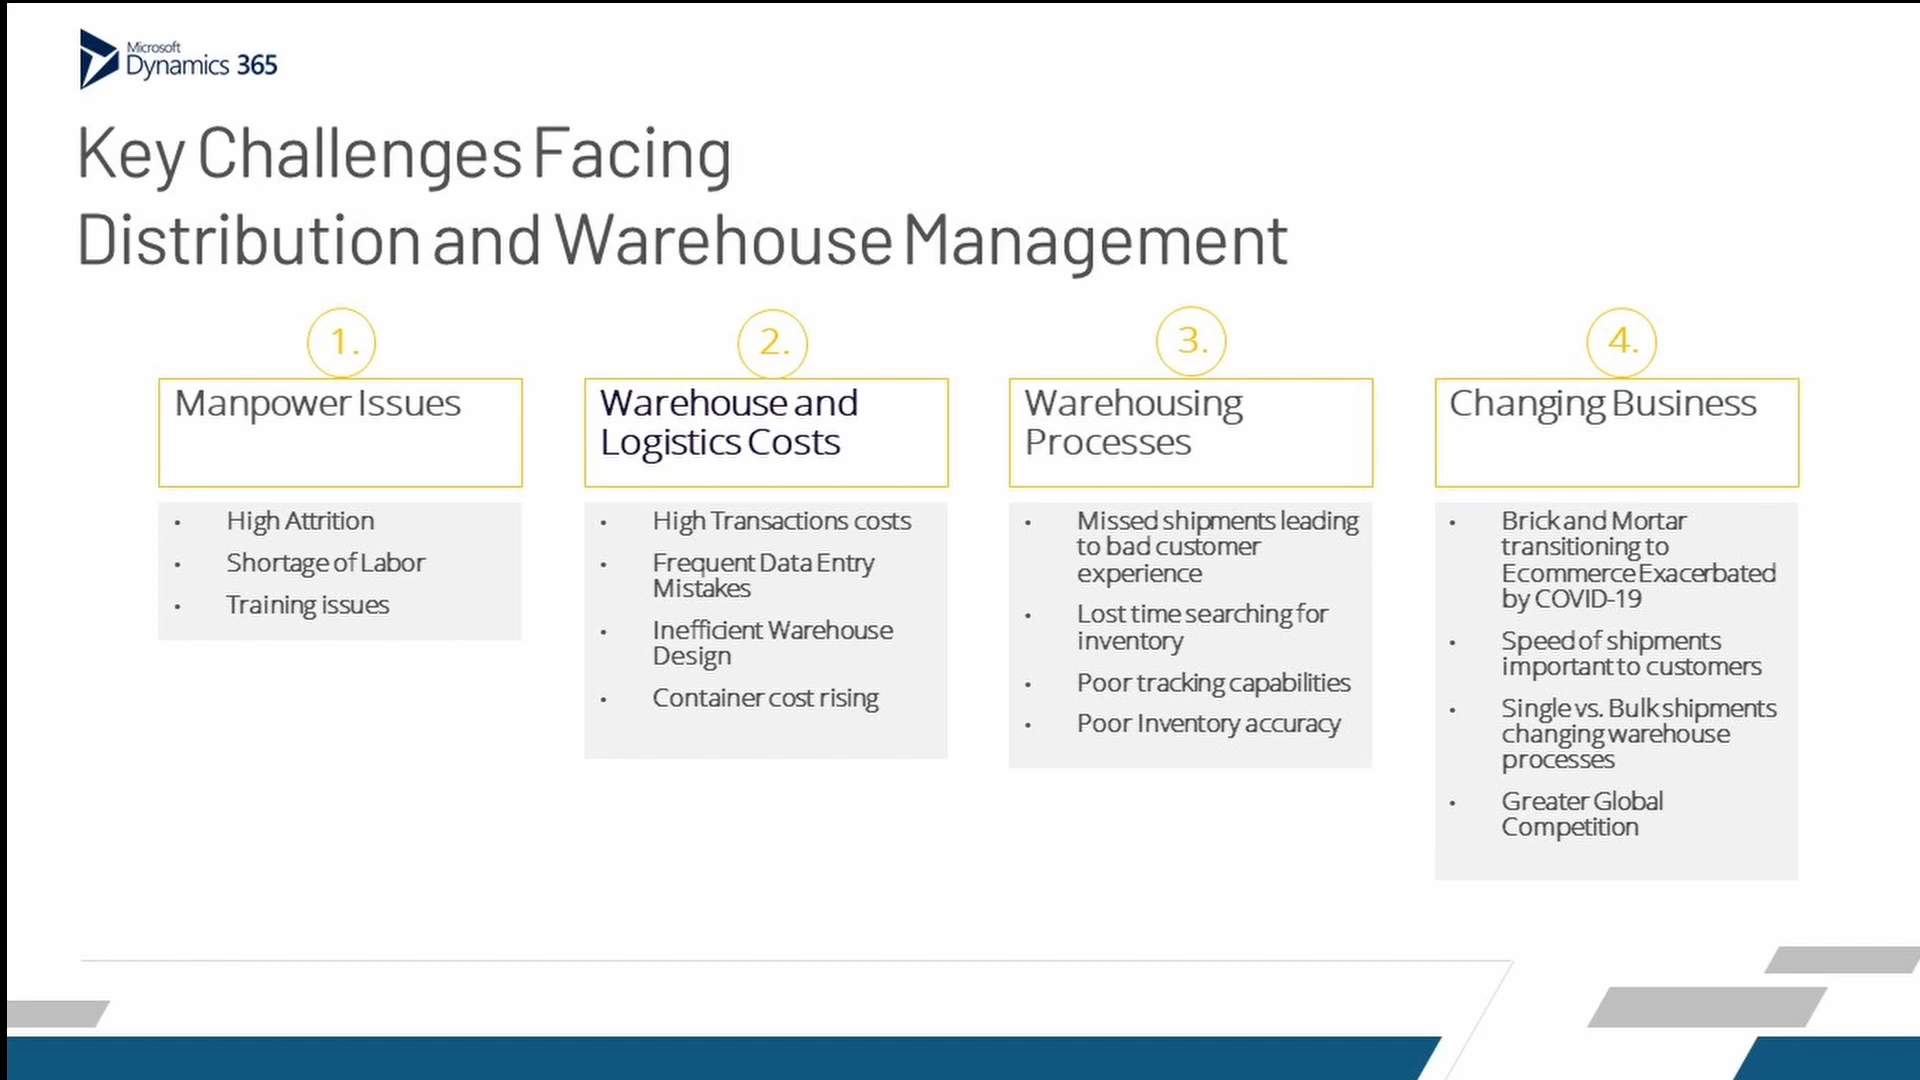 Microsoft
Dynamics 365
Key Challenges Facing
Distribution and Warehouse Management
1.
Manpower Issues
• High Attrition
• Shortage of Labor
• Training issues
2.
Warehouse and
Logistics Costs
• High Transactions costs
• Frequent Data Entry
Mistakes
• Inefficient Warehouse
Design
• Container cost rising
3.
Warehousing
Processes
• Missed shipments leading
to bad customer
experience
• Lost time searching for
inventory
• Poor tracking capabilities
• Poor Inventory accuracy
4.
Changing Business
• Brick and Mortar
transitioning to
Ecommerce Exacerbated
by COVID-19
• Speed of shipments
important to customers
• Single vs. Bulk shipments
changing warehouse
processes
• Greater Global
Competition